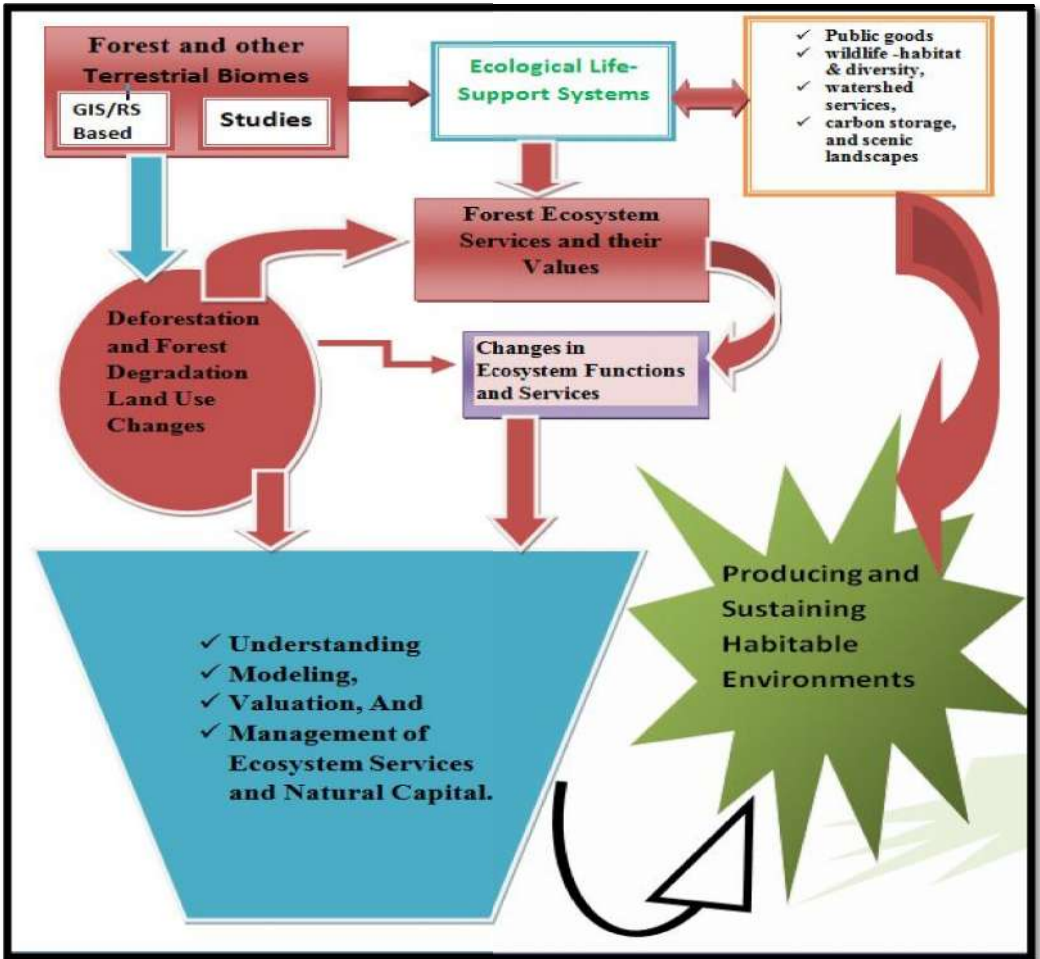 Forest and other
Terrestrial Biomes
GIS/RS
Based
Studies
Ecological Life-
Support Systems
✓ Public goods
✓ wildlife -habitat
& diversity,
✓ watershed
services,
✓ carbon storage,
and scenic
landscapes
Forest Ecosystem
Services and their
Values
Deforestation
and Forest
Degradation
Land Use
Changes
Changes in
Ecosystem Functions
and Services
Producing and
Sustaining
Habitable
Environments
✓ Understanding
✓ Modeling,
✓ Valuation, And
✓ Management of
Ecosystem Services
and Natural Capital.